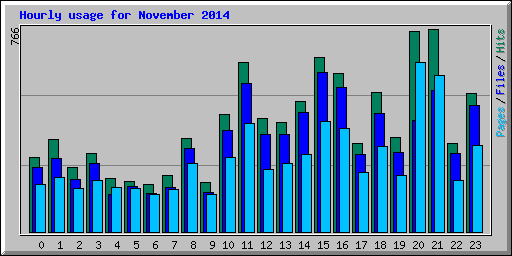 Hourly usage for November 2014
766
Pages / Files / Hits
0 1 2 3 4 5 6 7 8 9 10 11 12 13 14 15 16 17 18 19 20 21 22 23